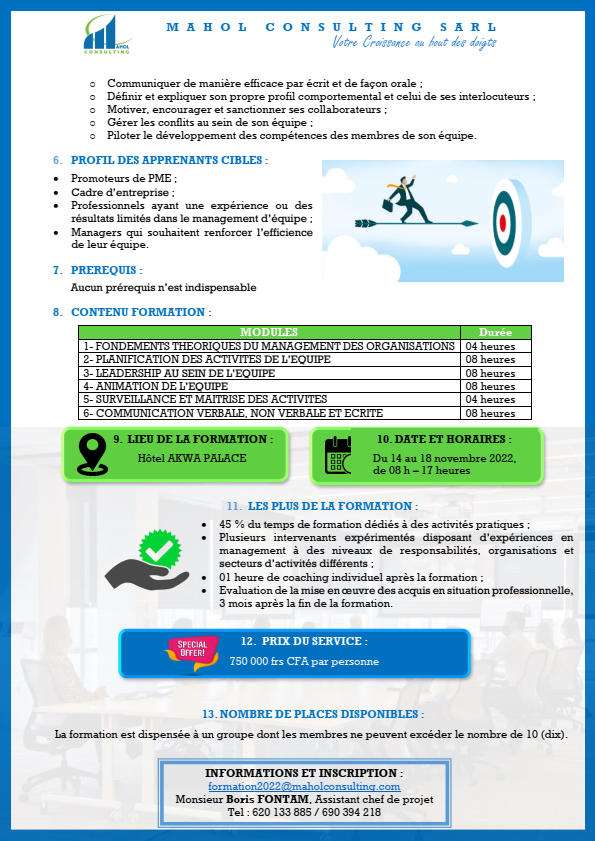 MAHOL CONSULTING SARL
Votre Croissance au bout des doigts
MAHOL
CONSULTING
o Communiquer de manière efficace par écrit et de façon orale ;
o Définir et expliquer son propre profil comportemental et celui de ses interlocuteurs ;
o Motiver, encourager et sanctionner ses collaborateurs ;
o Gérer les conflits au sein de son équipe ;
o Piloter le développement des compétences des membres de son équipe.
6. PROFIL DES APPRENANTS CIBLES :
• Promoteurs de PME ;
• Cadre d'entreprise ;
• Professionnels ayant une expérience ou des
résultats limités dans le management d'équipe ;
• Managers qui souhaitent renforcer l'efficience
de leur équipe.
7. PREREQUIS :
Aucun prérequis n'est indispensable
8. CONTENU FORMATION :
MODULES Durée
1- FONDEMENTS THEORIQUES DU MANAGEMENT DES ORGANISATIONS 04 heures
2- PLANIFICATION DES ACTIVITES DE L'EQUIPE 08 heures
3- LEADERSHIP AU SEIN DE L'EQUIPE 08 heures
4- ANIMATION DE L'EQUIPE 08 heures
5- SURVEILLANCE ET MAITRISE DES ACTIVITES 04 heures
6- COMMUNICATION VERBALE, NON VERBALE ET ECRITE 08 heures
9. LIEU DE LA FORMATION :
Hôtel AKWA PALACE
10. DATE ET HORAIRES :
Du 14 au 18 novembre 2022,
de 08 h – 17 heures
11. LES PLUS DE LA FORMATION :
• 45 % du temps de formation dédiés à des activités pratiques ;
• Plusieurs intervenants expérimentés disposant d'expériences en
management à des niveaux de responsabilités, organisations et
secteurs d'activités différents ;
• 01 heure de coaching individuel après la formation ;
• Evaluation de la mise en œuvre des acquis en situation professionnelle,
3 mois après la fin de la formation.
SPECIAL
OFFER!
12. PRIX DU SERVICE :
750 000 frs CFA par personne
13. NOMBRE DE PLACES DISPONIBLES :
La formation est dispensée à un groupe dont les membres ne peuvent excéder le nombre de 10 (dix).
INFORMATIONS ET INSCRIPTION :
formation2022@maholconsulting.com
Monsieur Boris FONTAM, Assistant chef de projet
Tel : 620 133 885 / 690 394 218